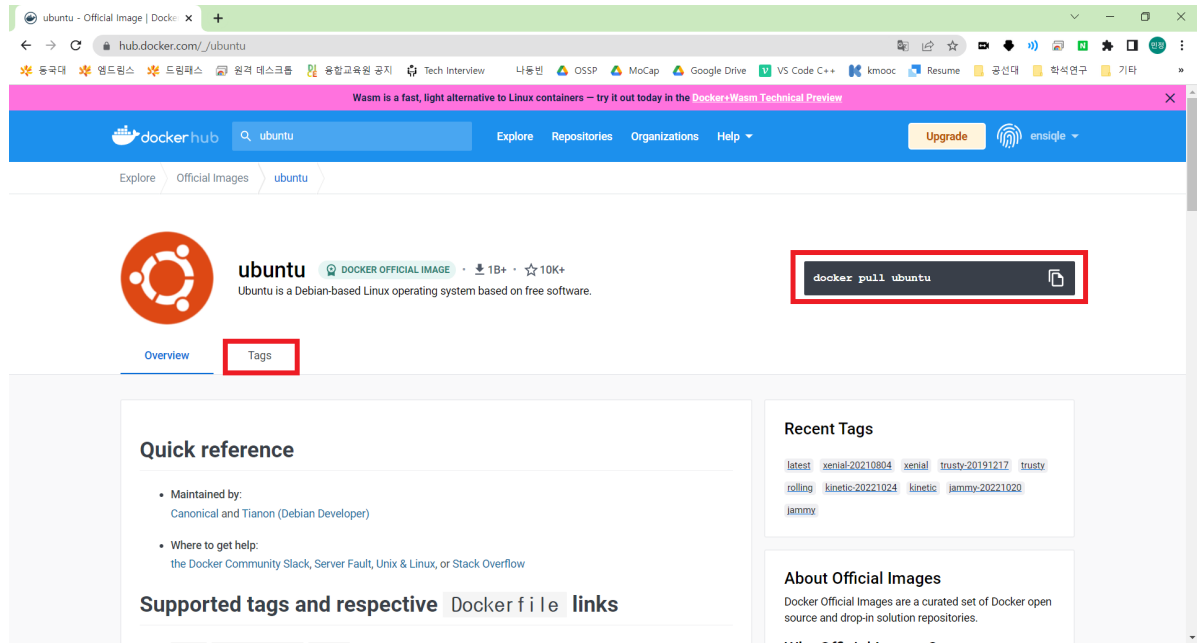 ubuntu - Official Image | Docke
hub.docker.com/_/ubuntu
동국대 엠드림스 드림패스 원격 데스크톱 융합교육원 공지 Tech Interview 나동빈 OSSP MoCap Google Drive VS Code C++ kmooc Resume 공선대 학석연구 기타 »
Wasm is a fast, light alternative to Linux containers — try it out today in the Docker+Wasm Technical Preview
dockerhub ubuntu Explore Repositories Organizations Help Upgrade ensiqle
Explore Official Images ubuntu
ubuntu DOCKER OFFICIAL IMAGE · 1B+ · 10K+
Ubuntu is a Debian-based Linux operating system based on free software.
docker pull ubuntu
Overview Tags
Quick reference
• Maintained by:
Canonical and Tianon (Debian Developer)
• Where to get help:
the Docker Community Slack, Server Fault, Unix & Linux, or Stack Overflow
Supported tags and respective Dockerfile links
Recent Tags
latest xenial-20210804 xenial trusty-20191217 trusty
rolling kinetic-20221024 kinetic jammy-20221020
jammy
About Official Images
Docker Official Images are a curated set of Docker open
source and drop-in solution repositories.